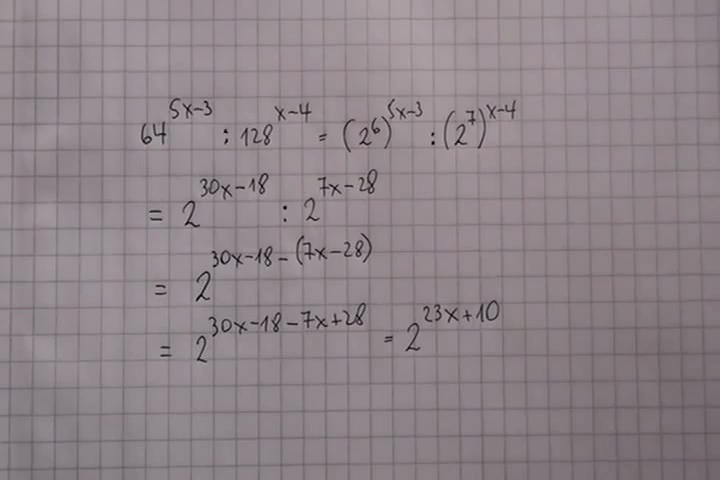 64^(5x-3) : 128^(x-4) = (2^6)^(5x-3) : (2^7)^(x-4)
= 2^(30x-18) : 2^(7x-28)
= 2^(30x-18-(7x-28))
= 2^(30x-18-7x+28) = 2^(23x+10)